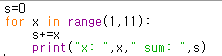 s=0
for x in range(1,11):
    s+=x
    print("x: ",x," sum: ",s)